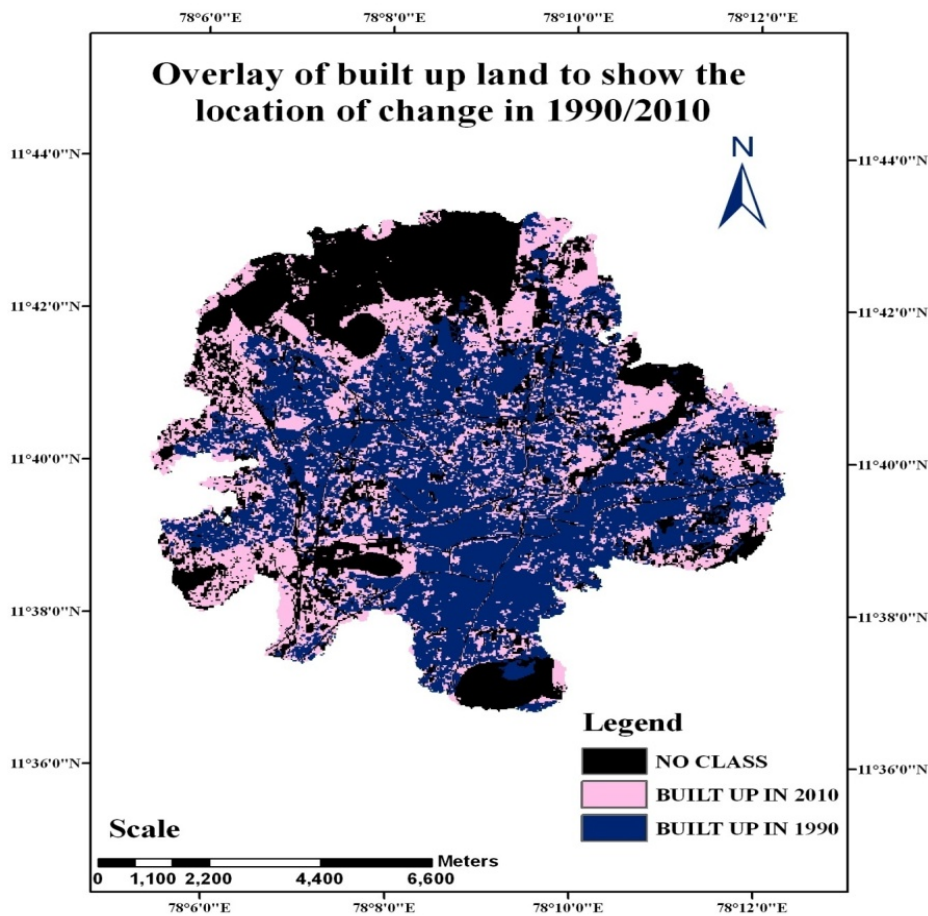 78°6'0"E 78°8'0"E 78°10'0"E 78°12'0"E
Overlay of built up land to show the
location of change in 1990/2010
N
11°44'0"N 11°44'0"N
11°42'0"N 11°42'0"N
11°40'0"N 11°40'0"N
11°38'0"N 11°38'0"N
11°36'0"N 11°36'0"N
Legend
NO CLASS
BUILT UP IN 2010
BUILT UP IN 1990
Scale
Meters
0 1,100 2,200 4,400 6,600
78°6'0"E 78°8'0"E 78°10'0"E 78°12'0"E